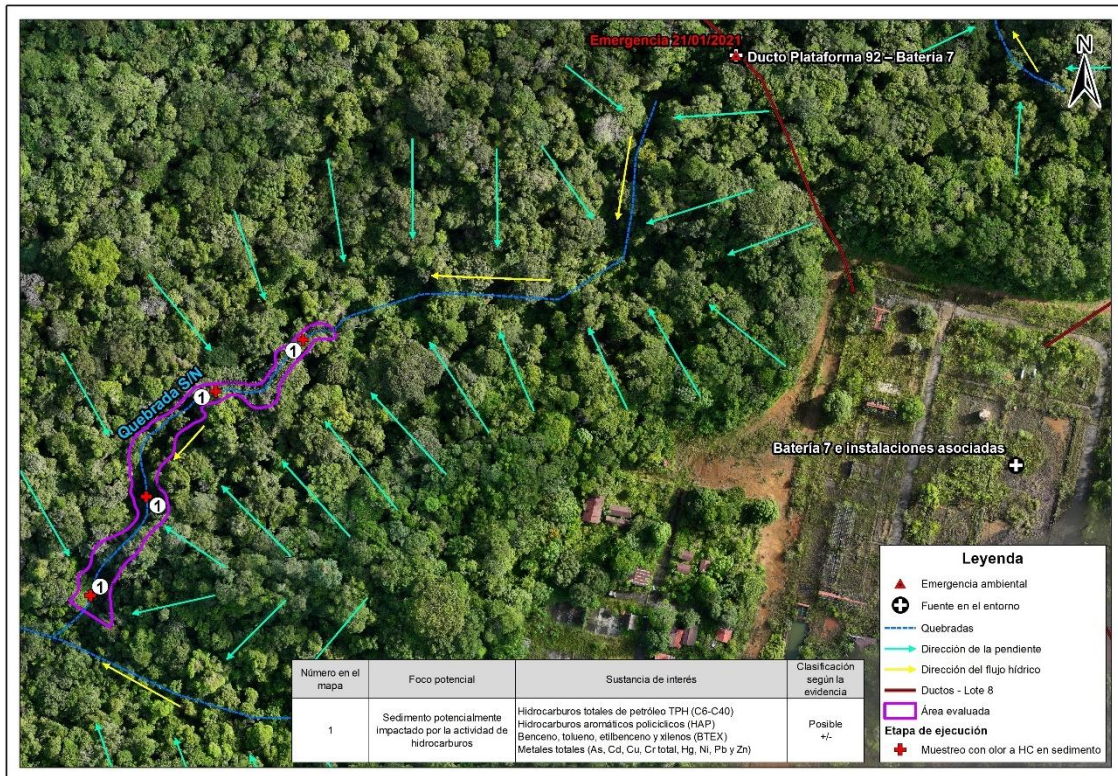 Emergencia 21/01/2021
Ducto Plataforma 92 – Batería 7
N
1
Quebrada S/N
1
1
1
Batería 7 e instalaciones asociadas
Leyenda
Emergencia ambiental
Fuente en el entorno
Quebradas
Dirección de la pendiente
Dirección del flujo hídrico
Ductos - Lote 8
Área evaluada
Etapa de ejecución
Muestreo con olor a HC en sedimento
Número en el mapa
Foco potencial
Sustancia de interés
Clasificación según la evidencia
1
Sedimento potencialmente
impactado por la actividad de
hidrocarburos
Hidrocarburos totales de petróleo TPH (C6-C40)
Hidrocarburos aromáticos policíclicos (HAP)
Benceno, tolueno, etilbenceno y xilenos (BTEX)
Metales totales (As, Cd, Cu, Cr total, Hg, Ni, Pb y Zn)
Posible
+/-